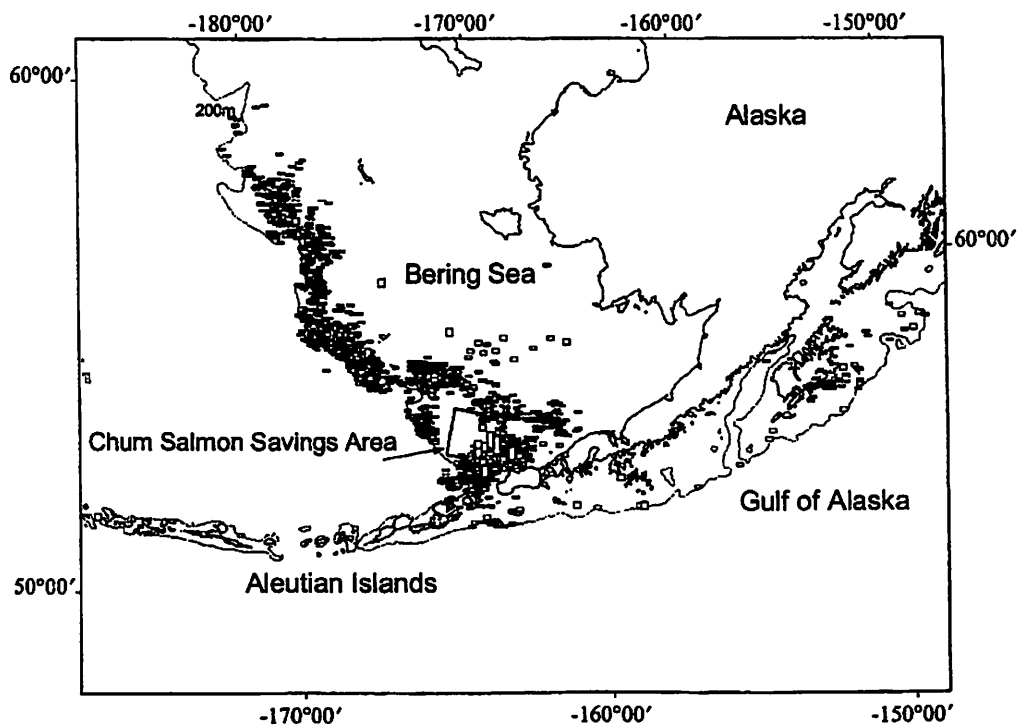 -180°00′ -170°00′ -160°00′ -150°00′
60°00′
200m
Alaska
60°00′
Bering Sea
Chum Salmon Savings Area
Gulf of Alaska
Aleutian Islands
50°00′
-170°00′ -160°00′ -150°00′